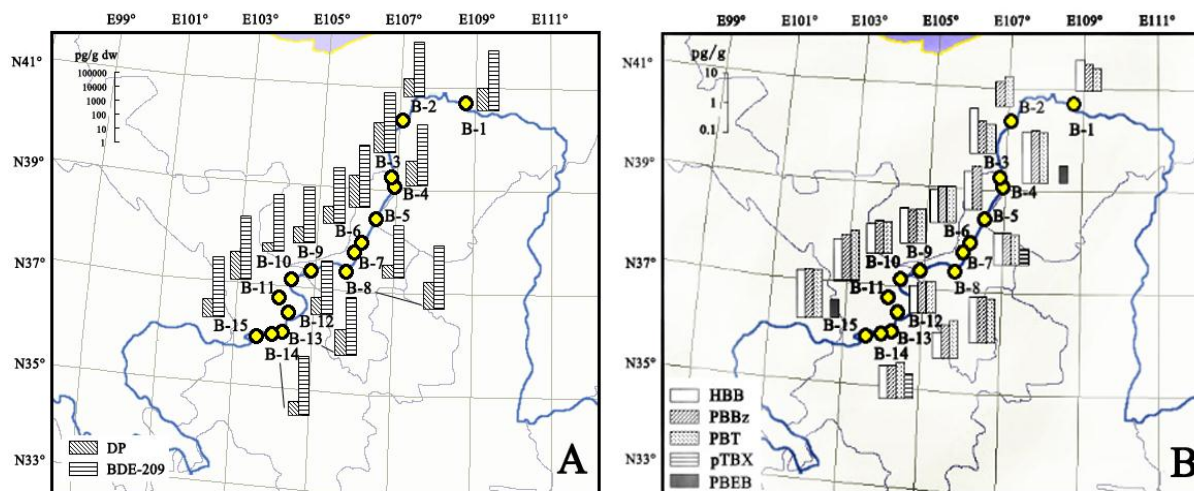 E99° E101° E103° E105° E107° E109° E111°
pg/g dw
100000
10000
1000
100
10
1
N41°
N39°
N37°
N35°
N33°
B-1
B-2
B-3
B-4
B-5
B-6
B-7
B-8
B-9
B-10
B-11
B-12
B-13
B-14
B-15
DP
BDE-209
A
E99° E101° E103° E105° E107° E109° E111°
pg/g
10
1
0.1
N41°
N39°
N37°
N35°
N33°
B-1
B-2
B-3
B-4
B-5
B-6
B-7
B-8
B-9
B-10
B-11
B-12
B-13
B-14
B-15
HBB
PBBz
PBT
pTBX
PBEB
B